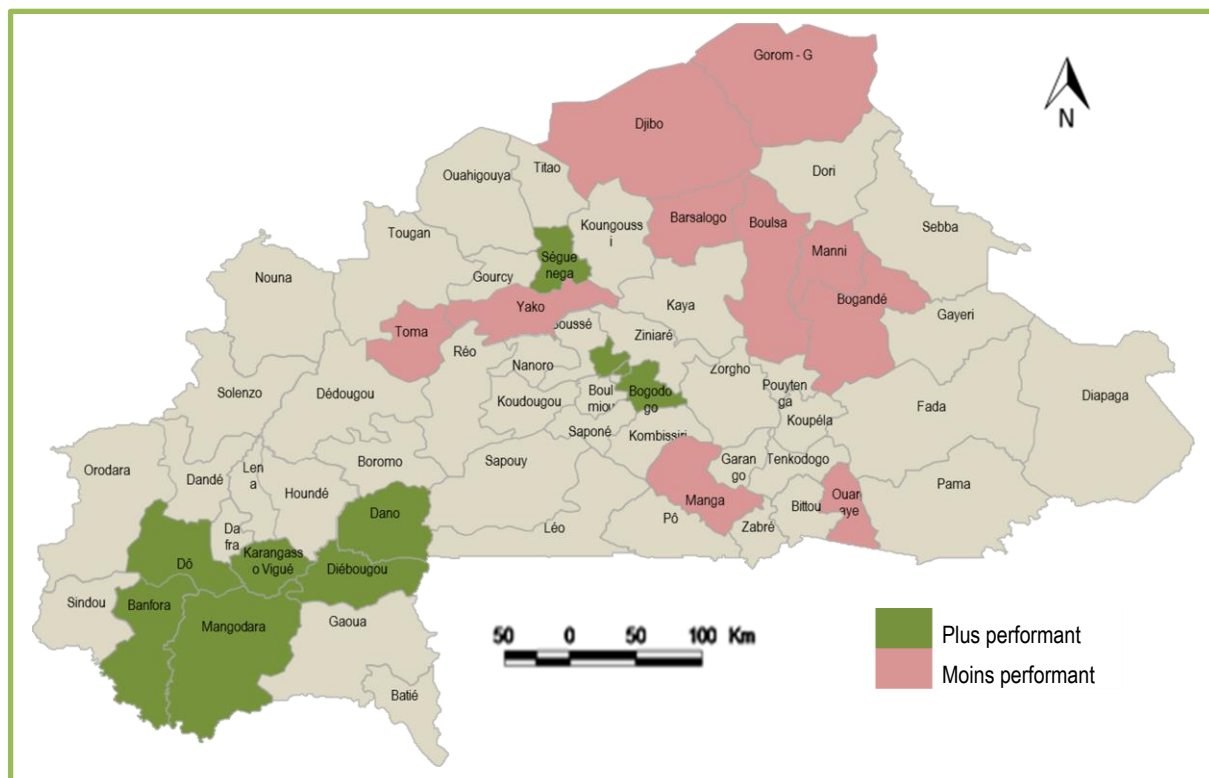 Gorom - G
Djibo
Titao
Dori
Ouahigouya
Barsalogo
Boulsa
Koungoussi
i
Sebba
Tougan
Manni
Ségue
nega
Nouna
Gourcy
Bogandé
Yako
Kaya
Gayeri
Toma
Ziniaré
Réo
Nanoro
Zorgho
Solenzo
Dédougou
Koudougou
Boul
miou
Bogodo
go
Pouyten
ga
Koupéla
Fada
Diapaga
Saponé
Kombissiri
Orodara
Dandé
Len
a
Boromo
Sapouy
Garan
go
Tenkodogo
Houndé
Pama
Ouar
aye
Manga
Bittou
Dano
Da
fra
Léo
Pô
Zabré
Karangass
o Vigué
Dô
Diébougou
Sindou
Banfora
Mangodara
Gaoua
Batié
N
50 0 50 100 Km
Plus performant
Moins performant